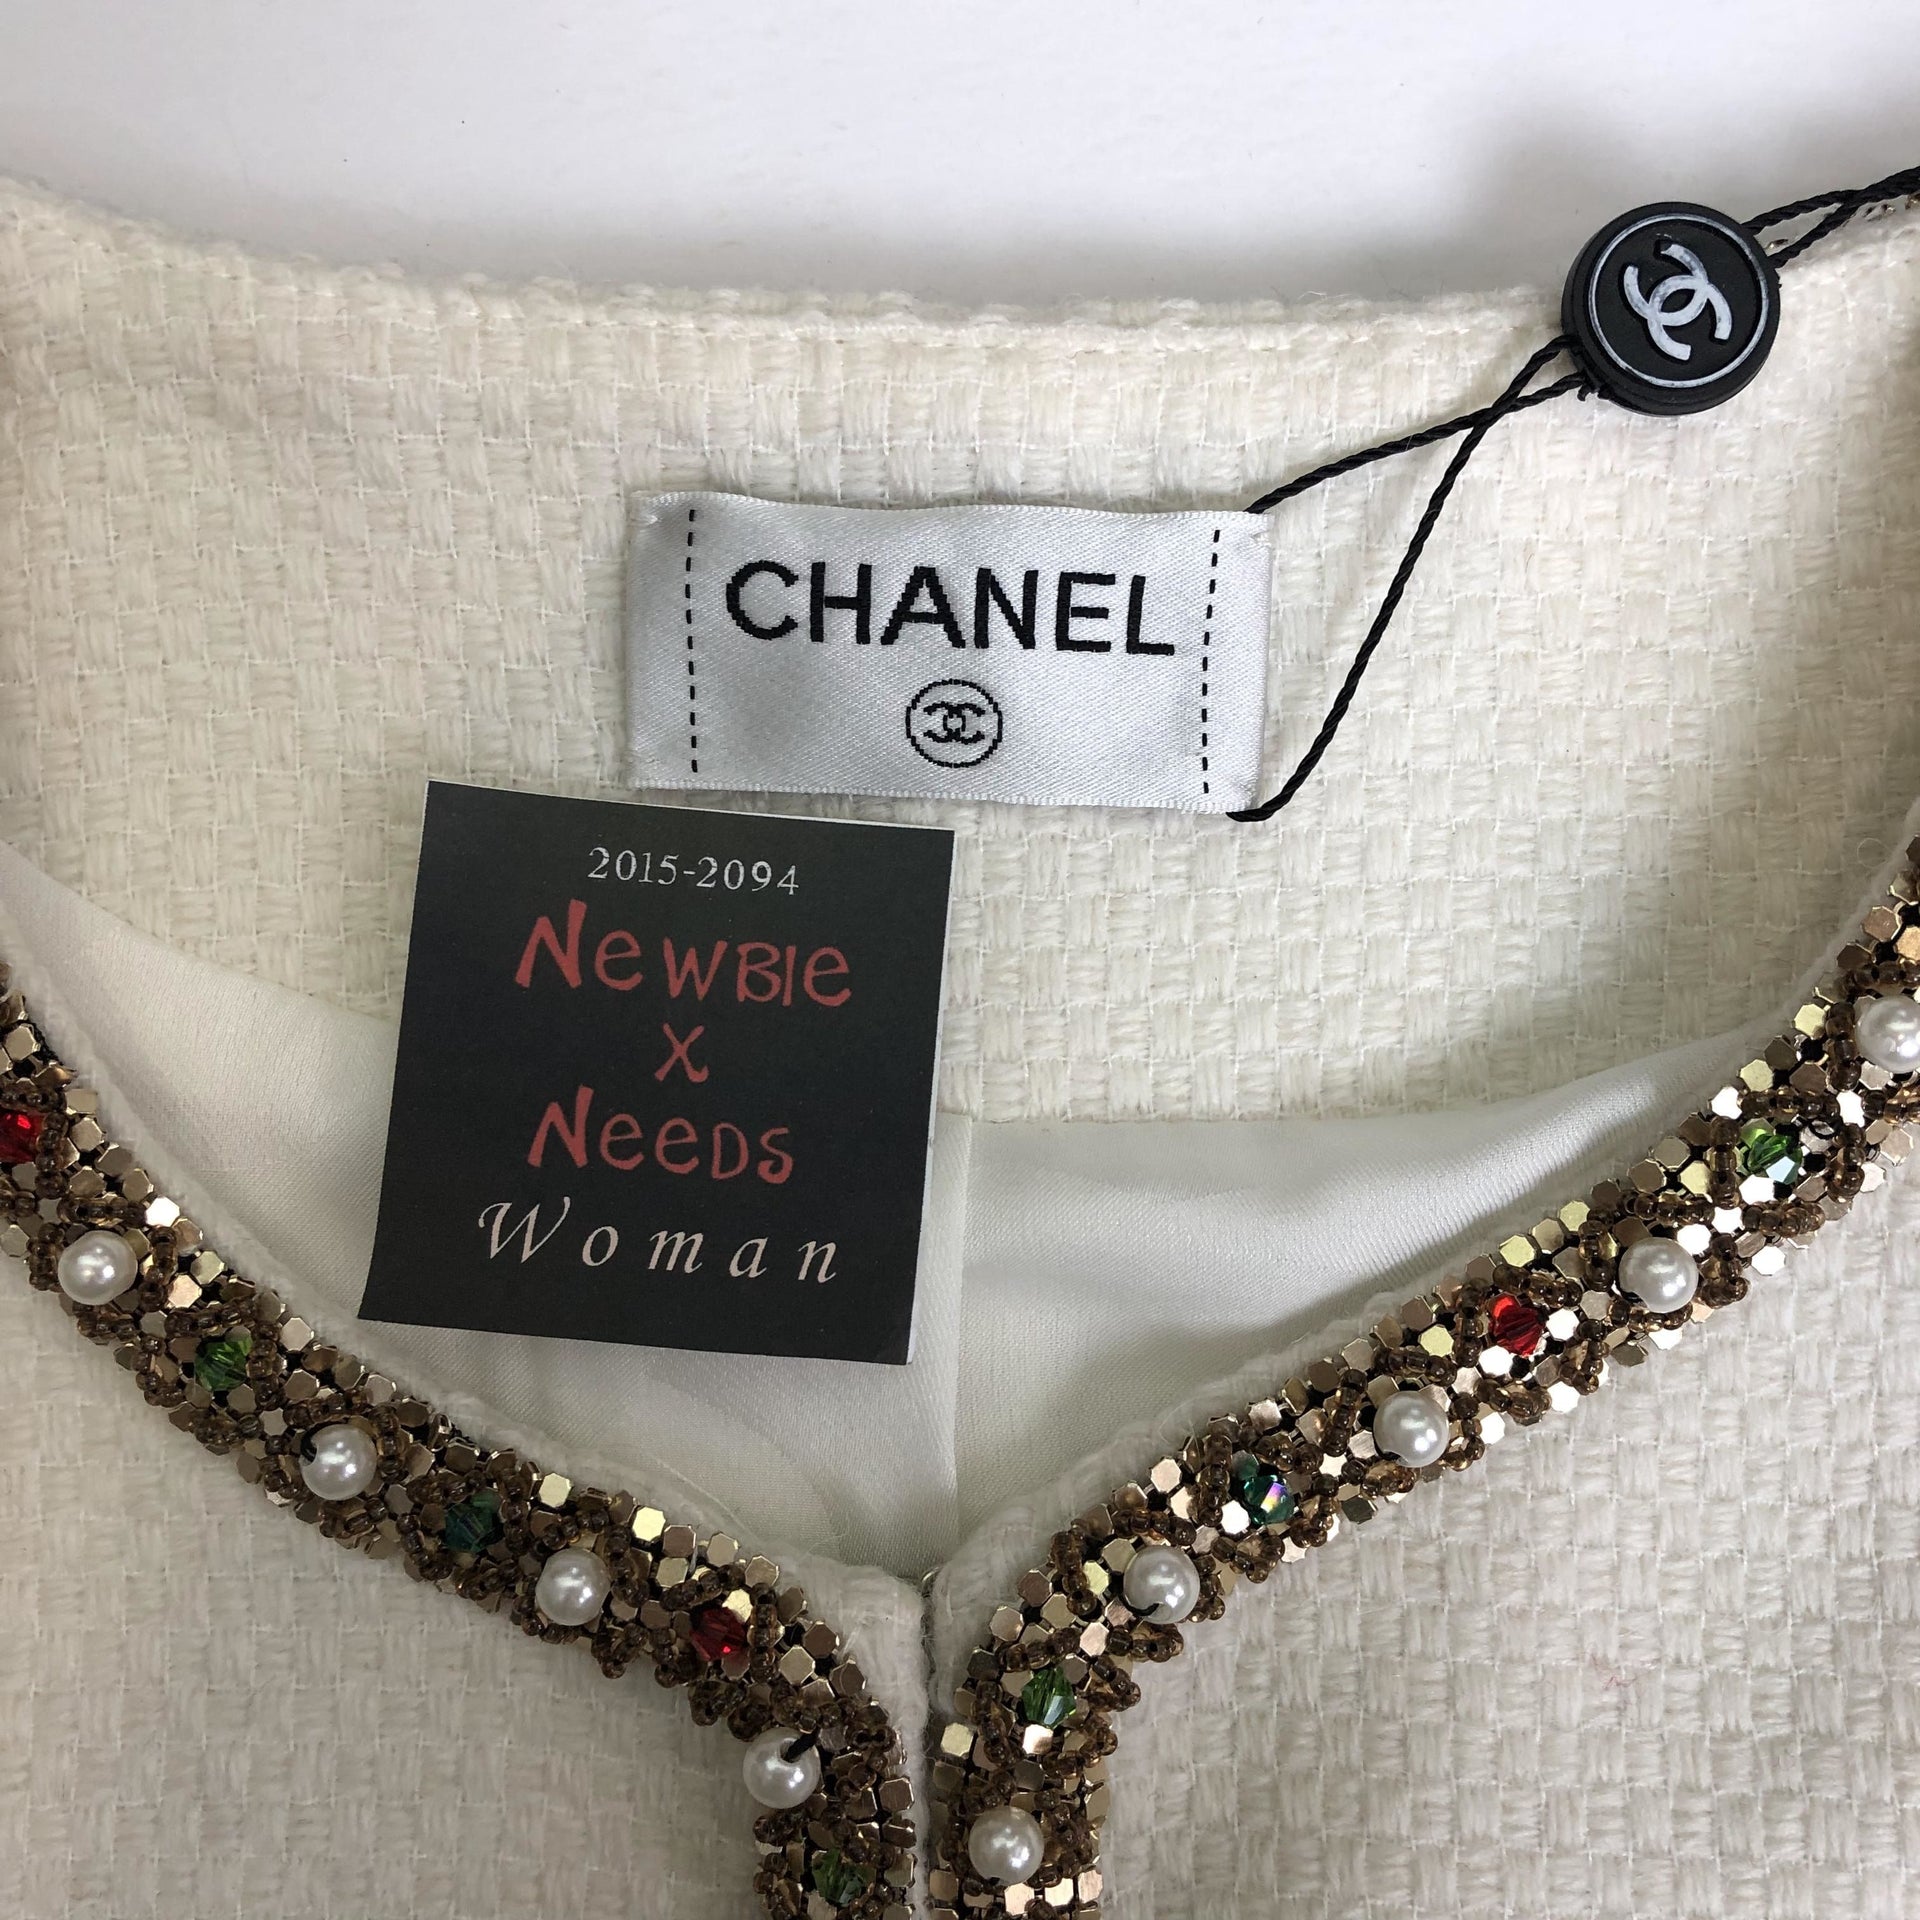 CHANEL
2015-2094
Newbie
x
Needs
Woman